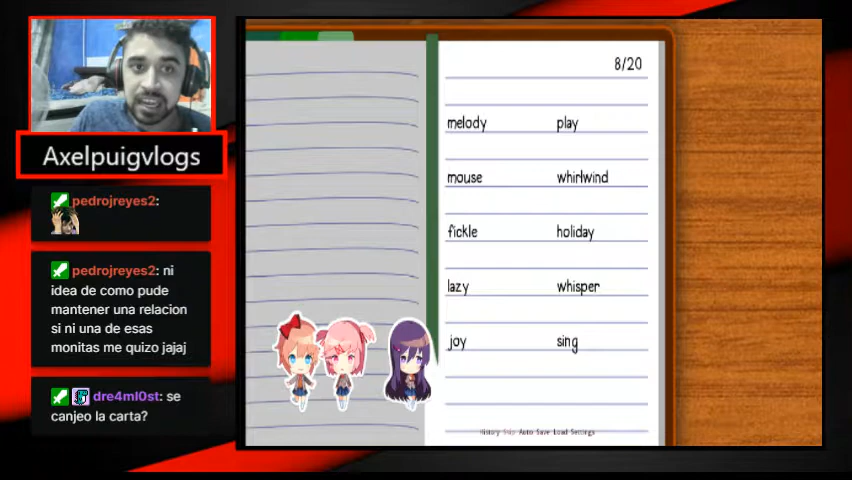 Axelpuigvlogs
pedrojreyes2:
pedrojreyes2: ni
idea de como pude
mantener una relacion
si ni una de esas
monitas me quizo jajaj
dre4ml0st: se
canjeo la carta?
8/20
melody play
mouse whirlwind
fickle holiday
lazy whisper
joy sing
History Skip Auto Save Load Settings